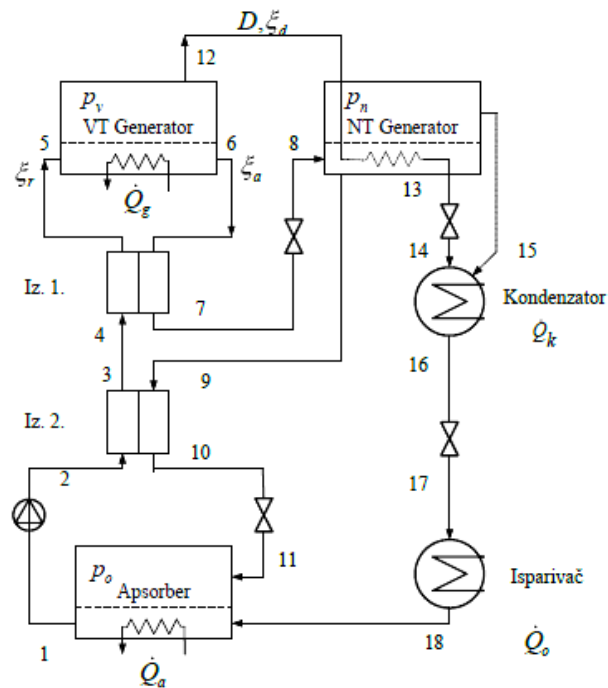 D, ξd
12
pv
VT Generator
5
6
ξr
ξa
Q̇g
8
pn
NT Generator
13
14
15
Iz. 1.
7
Kondenzator
Q̇k
4
3
9
16
Iz. 2.
10
2
17
11
po
Apsorber
Isparivač
1
18
Q̇o
Q̇a